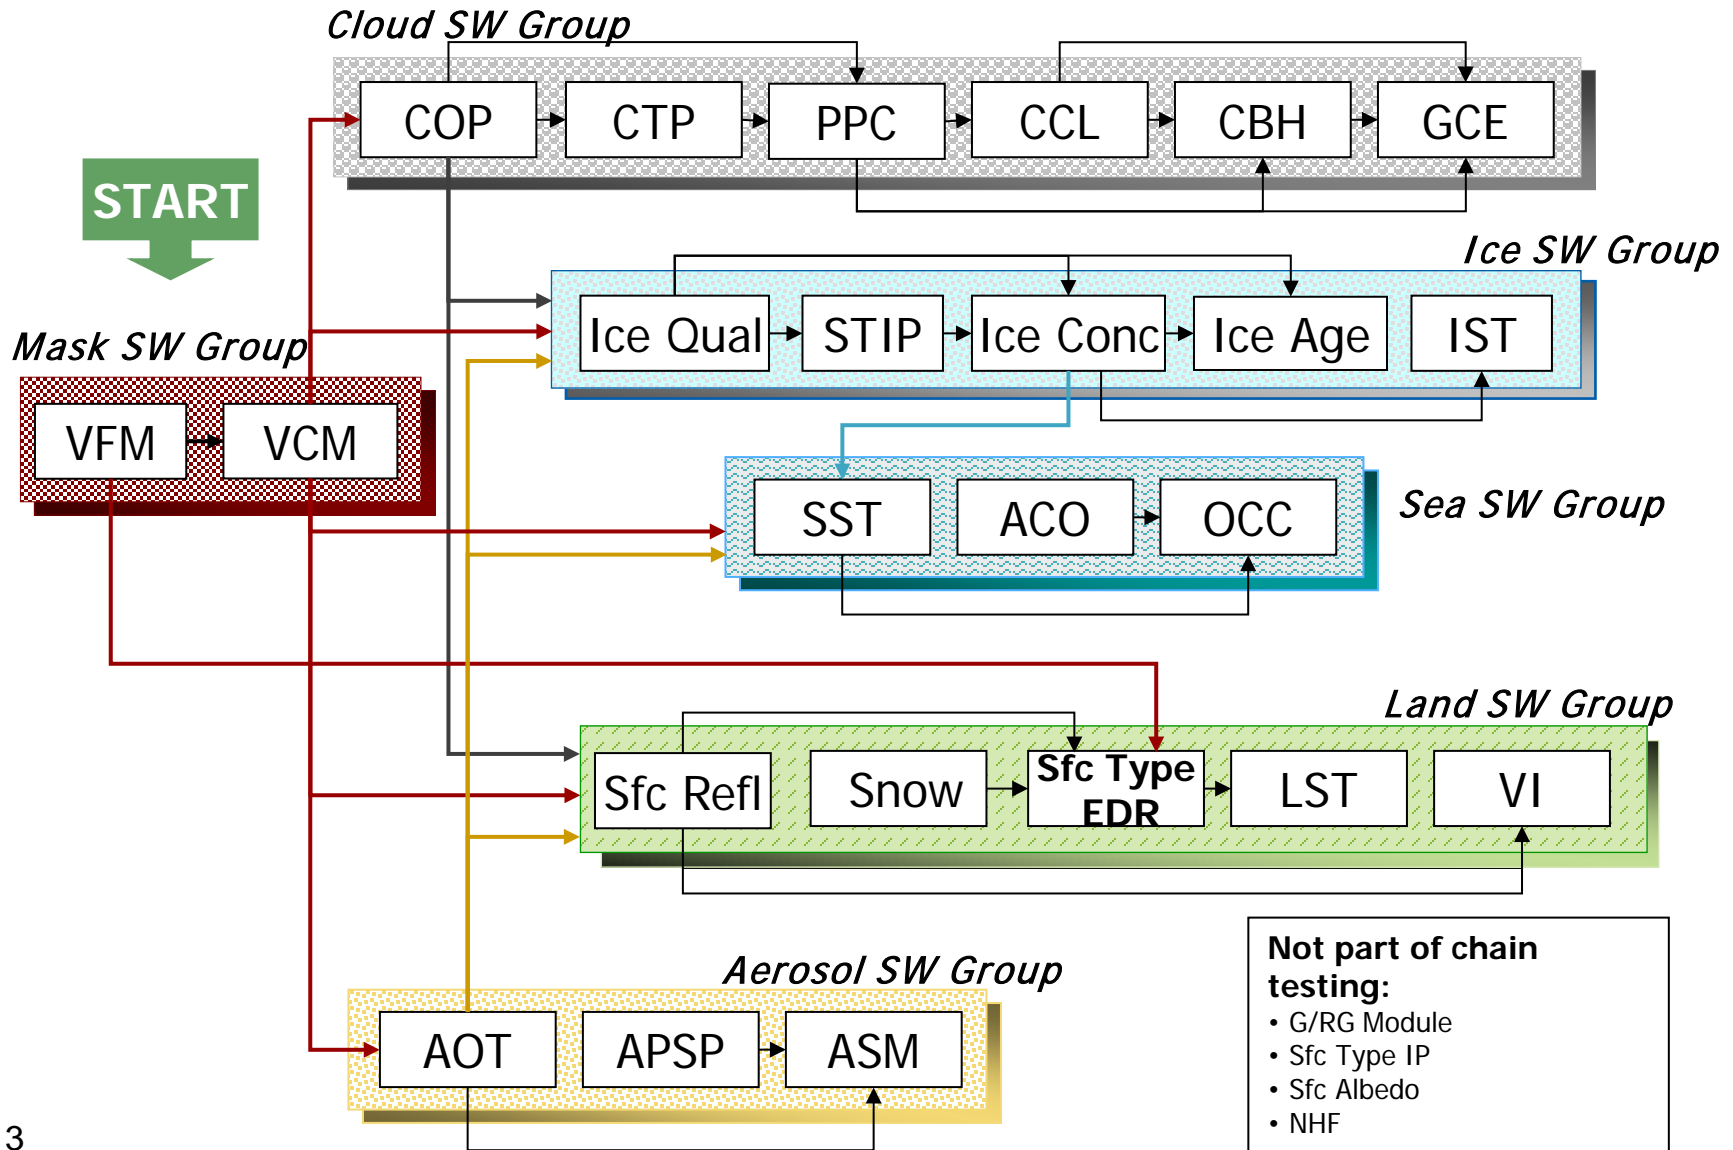 Cloud SW Group
COP
CTP
PPC
CCL
CBH
GCE
START
Ice SW Group
Ice Qual
STIP
Ice Conc
Ice Age
IST
Mask SW Group
VFM
VCM
SST
ACO
OCC
Sea SW Group
Land SW Group
Sfc Refl
Snow
Sfc Type
EDR
LST
VI
Aerosol SW Group
AOT
APSP
ASM
Not part of chain
testing:
• G/RG Module
• Sfc Type IP
• Sfc Albedo
• NHF
3